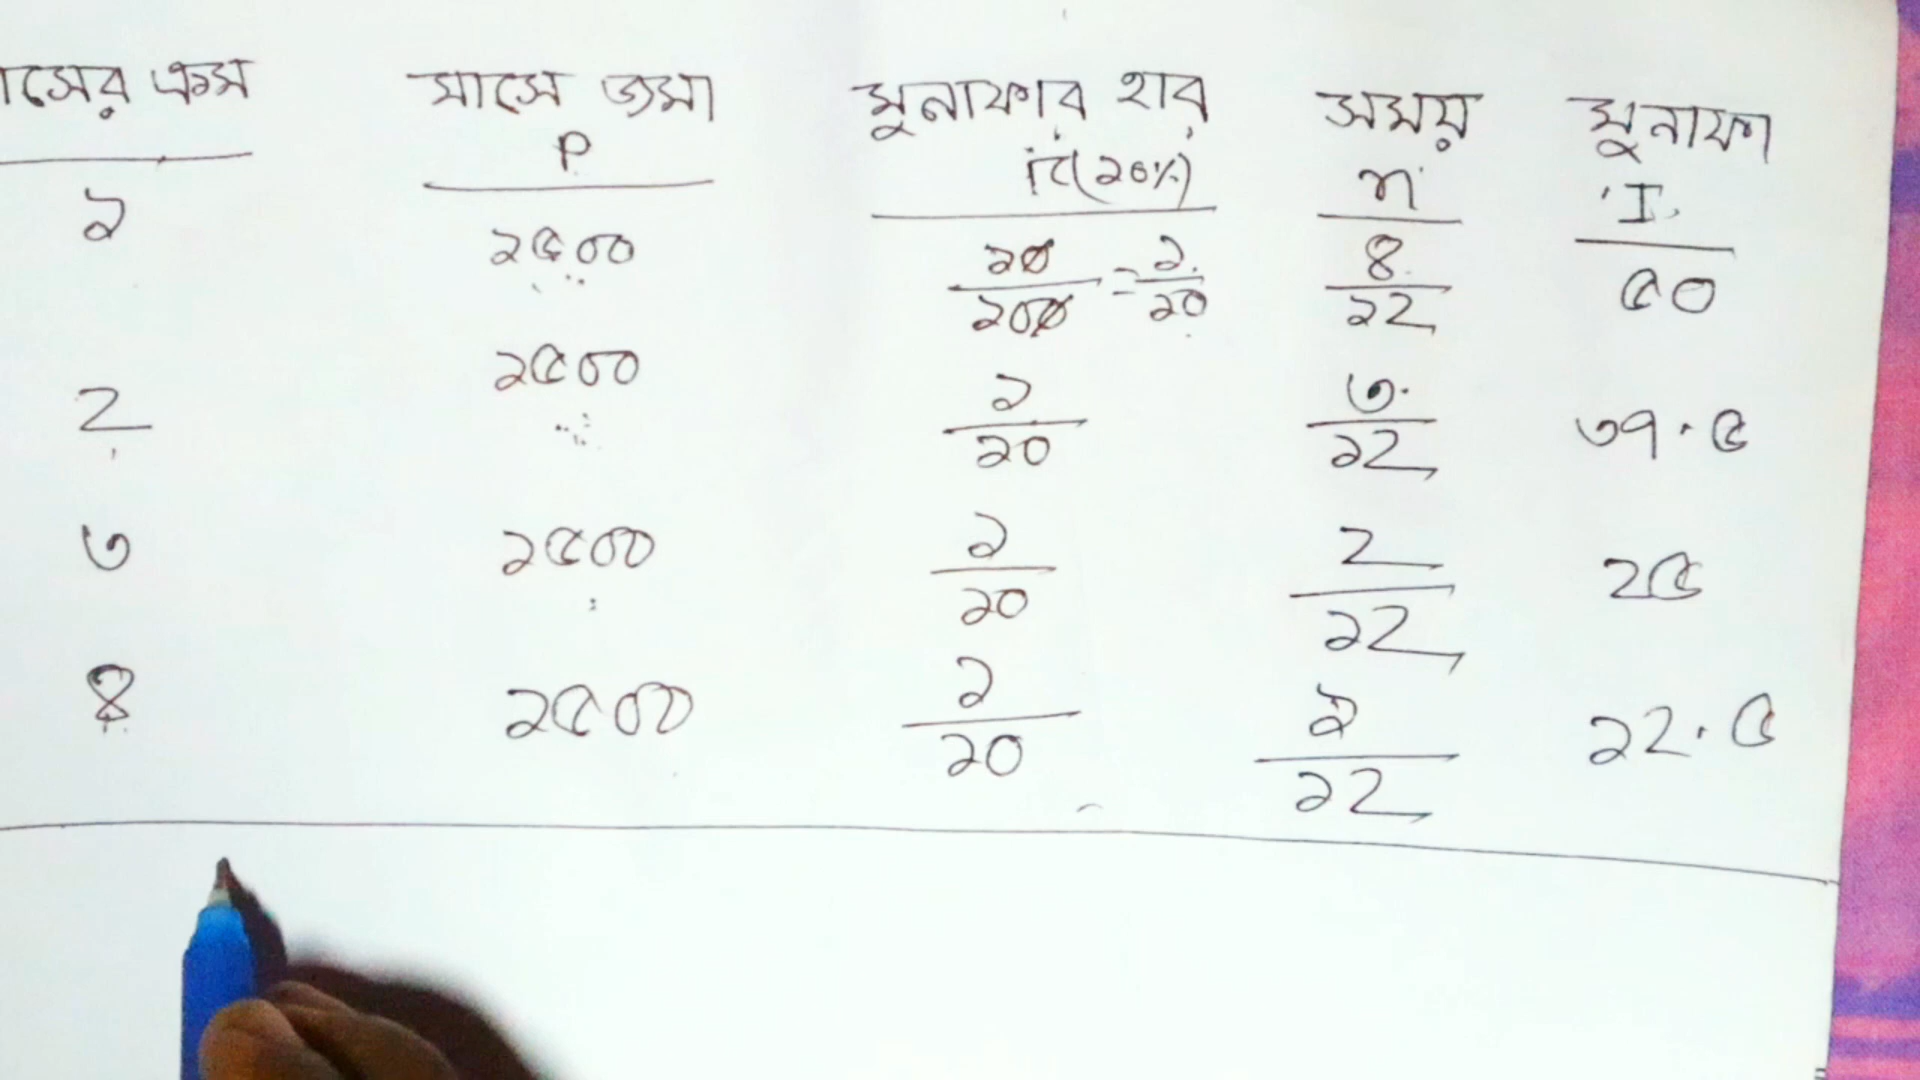 াসের ক্রম মাসে জমা মুনাফার হার সময় মুনাফা
P r(১০%) n I
১ ১৫০০ ১০/১০০ = ১/১০ ৪/১২ ৫০
২ ১৫০০ ১/১০ ৩/১২ ৩৭.৫
৩ ১৫০০ ১/১০ ২/১২ ২৫
৪ ১৫০০ ১/১০ ১/১২ ১২.৫